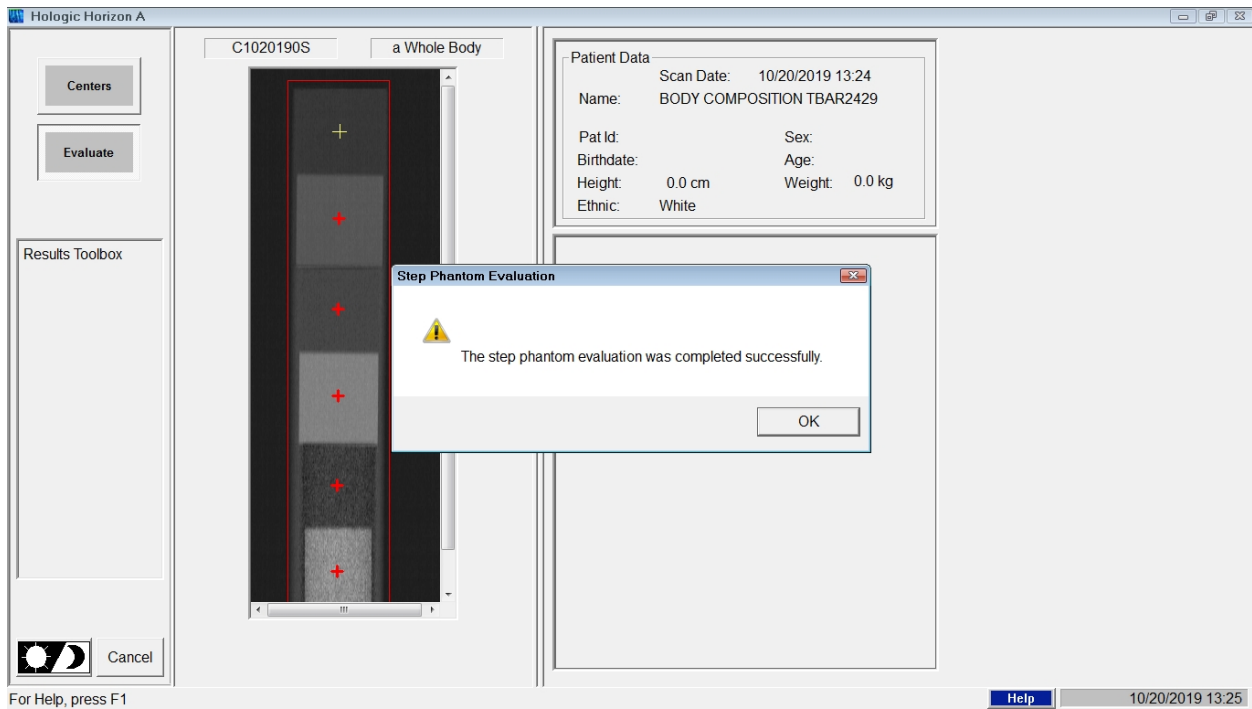 Hologic Horizon A
Centers
Evaluate
Results Toolbox
Cancel
C1020190S a Whole Body
Patient Data
Scan Date: 10/20/2019 13:24
Name: BODY COMPOSITION TBAR2429
Pat Id: Sex:
Birthdate: Age:
Height: 0.0 cm Weight: 0.0 kg
Ethnic: White
Step Phantom Evaluation
The step phantom evaluation was completed successfully.
OK
For Help, press F1 Help 10/20/2019 13:25